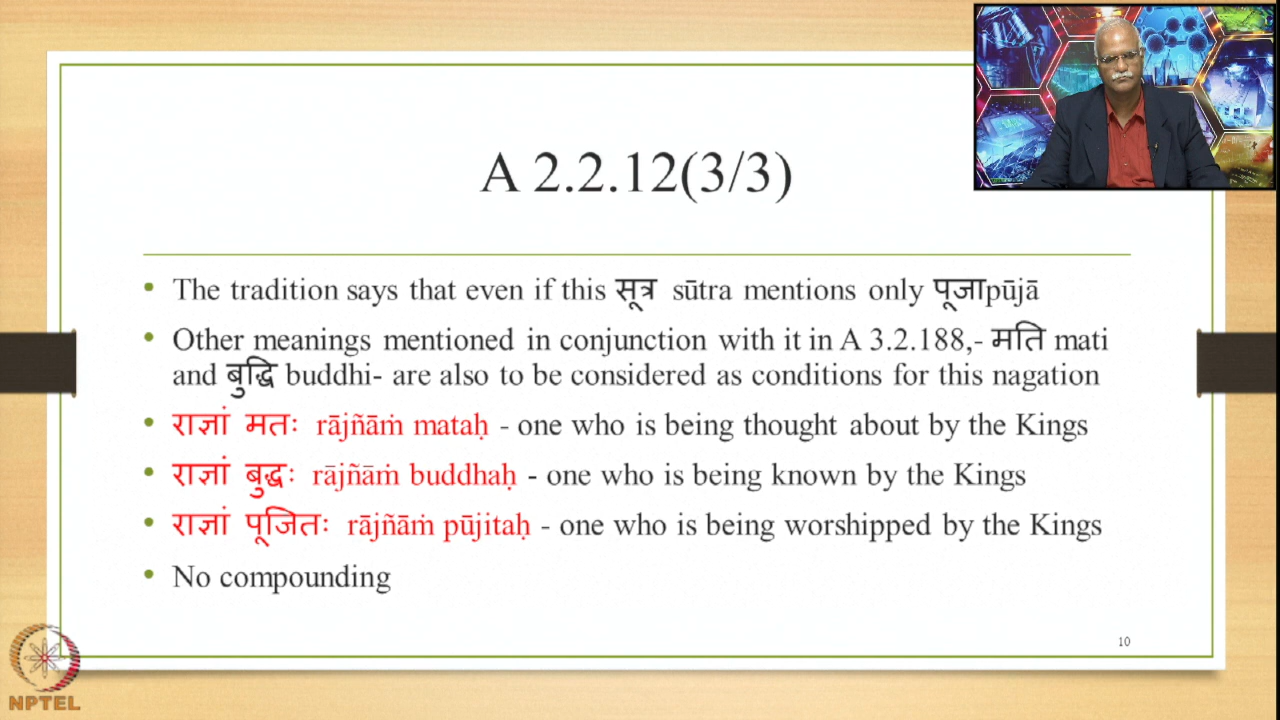 A 2.2.12(3/3)
• The tradition says that even if this सूत्र sūtra mentions only पूजाpūjā
• Other meanings mentioned in conjunction with it in A 3.2.188,- मति mati
and बुद्धि buddhi- are also to be considered as conditions for this nagation
• राज्ञां मतः rājñāṁ mataḥ - one who is being thought about by the Kings
• राज्ञां बुद्धः rājñāṁ buddhaḥ - one who is being known by the Kings
• राज्ञां पूजितः rājñāṁ pūjitaḥ - one who is being worshipped by the Kings
• No compounding
10
NPTEL